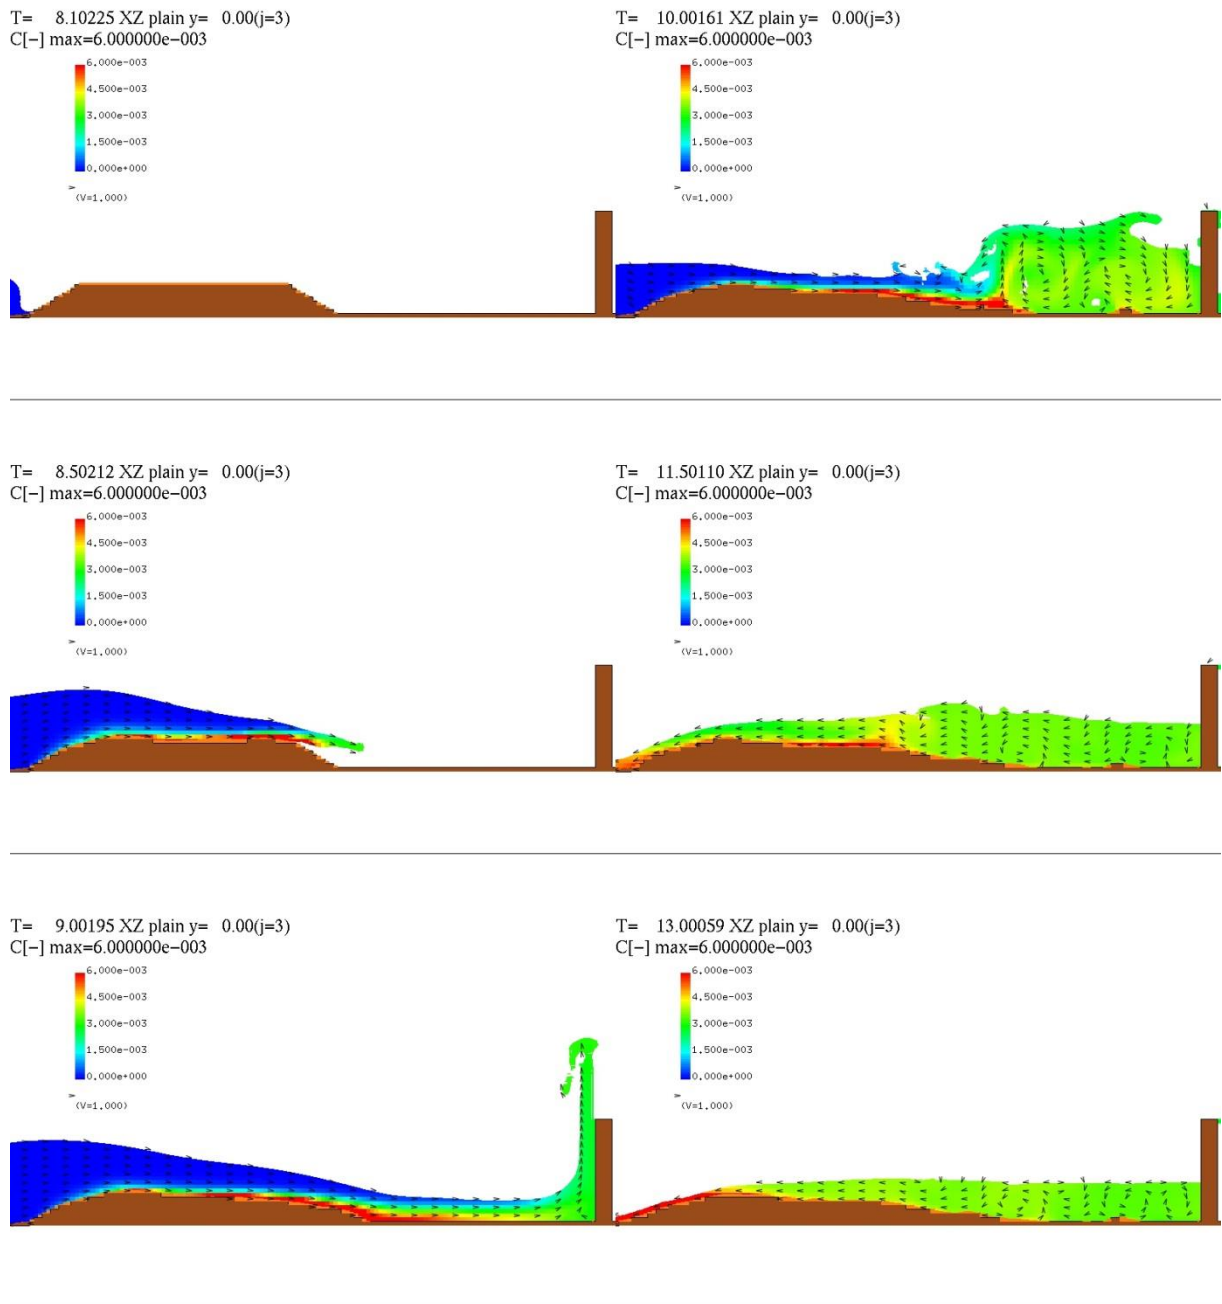 T= 8.10225 XZ plain y= 0.00(j=3)
C[−] max=6.000000e−003
6.000e-003
4.500e-003
3.000e-003
1.500e-003
0.000e+000
(V=1.000)
T= 10.00161 XZ plain y= 0.00(j=3)
C[−] max=6.000000e−003
6.000e-003
4.500e-003
3.000e-003
1.500e-003
0.000e+000
(V=1.000)
T= 8.50212 XZ plain y= 0.00(j=3)
C[−] max=6.000000e−003
6.000e-003
4.500e-003
3.000e-003
1.500e-003
0.000e+000
(V=1.000)
T= 11.50110 XZ plain y= 0.00(j=3)
C[−] max=6.000000e−003
6.000e-003
4.500e-003
3.000e-003
1.500e-003
0.000e+000
(V=1.000)
T= 9.00195 XZ plain y= 0.00(j=3)
C[−] max=6.000000e−003
6.000e-003
4.500e-003
3.000e-003
1.500e-003
0.000e+000
(V=1.000)
T= 13.00059 XZ plain y= 0.00(j=3)
C[−] max=6.000000e−003
6.000e-003
4.500e-003
3.000e-003
1.500e-003
0.000e+000
(V=1.000)